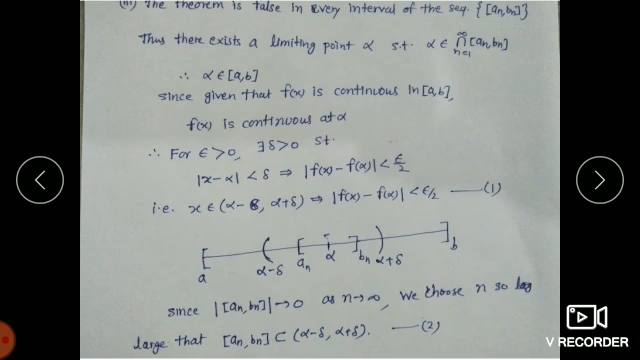 (iii) The theorem is false in every interval of the seq. {[an,bn]}
Thus there exists a limiting point α s.t. α ∈ ∩ₙ₌₁^∞ [an,bn]
∴ α ∈ [a,b]
since given that f(x) is continuous in [a,b],
f(x) is continuous at α
∴ For ϵ>0, ∃ δ>0 s.t.
|x-α| < δ ⇒ |f(x) - f(α)| < ϵ/2
i.e. x ∈ (α-δ, α+δ) ⇒ |f(x) - f(α)| < ϵ/2 —(1)
a α-δ an α bn α+δ b
since |[an,bn]| → 0 as n→∞, we choose n so
large that [an,bn] ⊂ (α-δ, α+δ). —(2)
V RECORDER